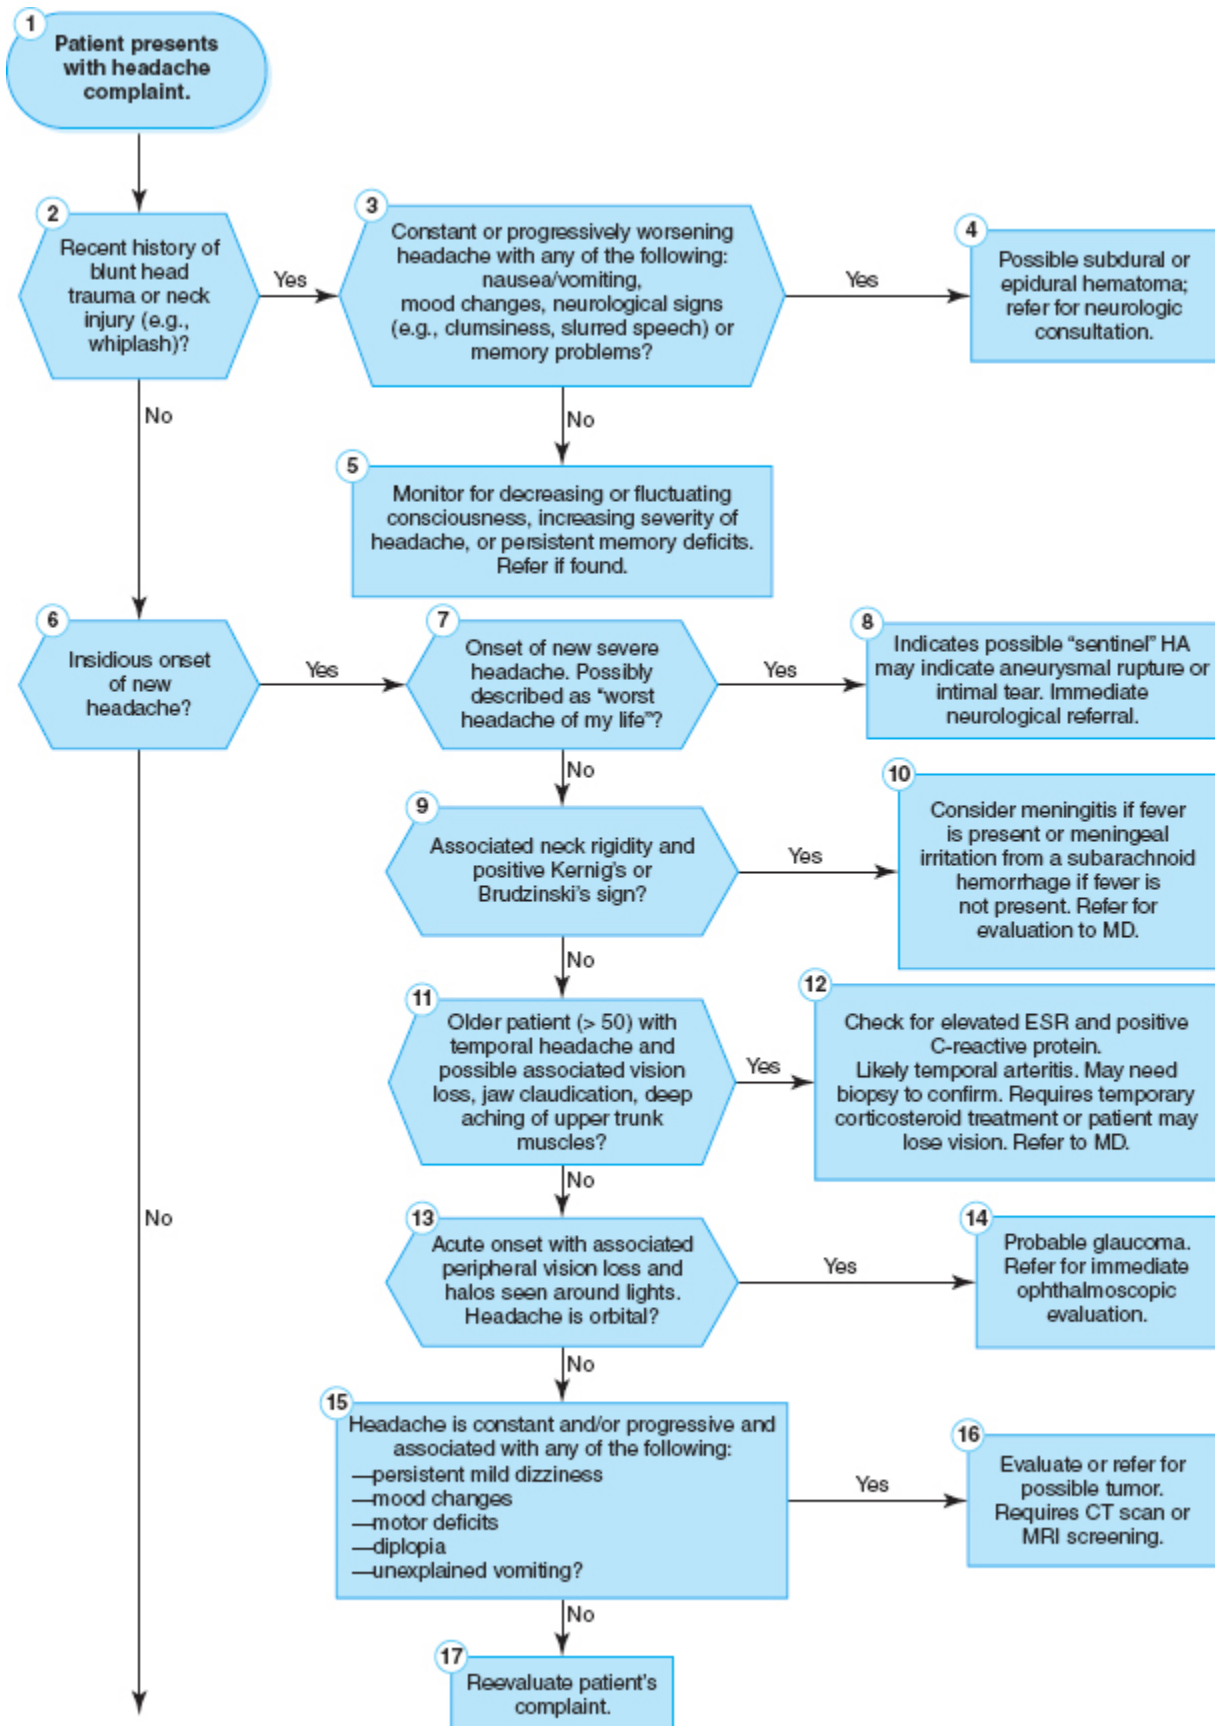 1
Patient presents
with headache
complaint.
2
Recent history of
blunt head
trauma or neck
injury (e.g.,
whiplash)?
Yes
3
Constant or progressively worsening
headache with any of the following:
nausea/vomiting,
mood changes, neurological signs
(e.g., clumsiness, slurred speech) or
memory problems?
Yes
4
Possible subdural or
epidural hematoma;
refer for neurologic
consultation.
No
No
5
Monitor for decreasing or fluctuating
consciousness, increasing severity of
headache, or persistent memory deficits.
Refer if found.
6
Insidious onset
of new
headache?
Yes
7
Onset of new severe
headache. Possibly
described as “worst
headache of my life”?
Yes
8
Indicates possible “sentinel” HA
may indicate aneurysmal rupture or
intimal tear. Immediate
neurological referral.
No
9
Associated neck rigidity and
positive Kernig’s or
Brudzinski’s sign?
Yes
10
Consider meningitis if fever
is present or meningeal
irritation from a subarachnoid
hemorrhage if fever is
not present. Refer for
evaluation to MD.
No
11
Older patient (> 50) with
temporal headache and
possible associated vision
loss, jaw claudication, deep
aching of upper trunk
muscles?
Yes
12
Check for elevated ESR and positive
C-reactive protein.
Likely temporal arteritis. May need
biopsy to confirm. Requires temporary
corticosteroid treatment or patient may
lose vision. Refer to MD.
No
No
13
Acute onset with associated
peripheral vision loss and
halos seen around lights.
Headache is orbital?
Yes
14
Probable glaucoma.
Refer for immediate
ophthalmoscopic
evaluation.
No
15
Headache is constant and/or progressive and
associated with any of the following:
—persistent mild dizziness
—mood changes
—motor deficits
—diplopia
—unexplained vomiting?
Yes
16
Evaluate or refer for
possible tumor.
Requires CT scan or
MRI screening.
No
17
Reevaluate patient’s
complaint.